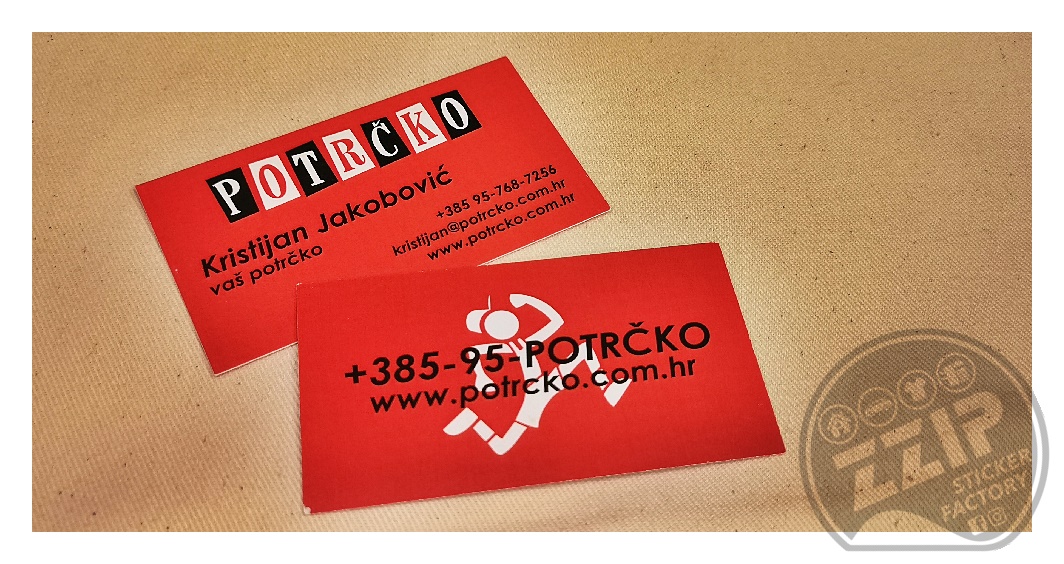 POTRČKO
Kristijan Jakobović
vaš potrčko
+385 95-768-7256
kristijan@potrcko.com.hr
www.potrcko.com.hr
+385-95-POTRČKO
www.potrcko.com.hr
ZZIP
STICKER
FACTORY